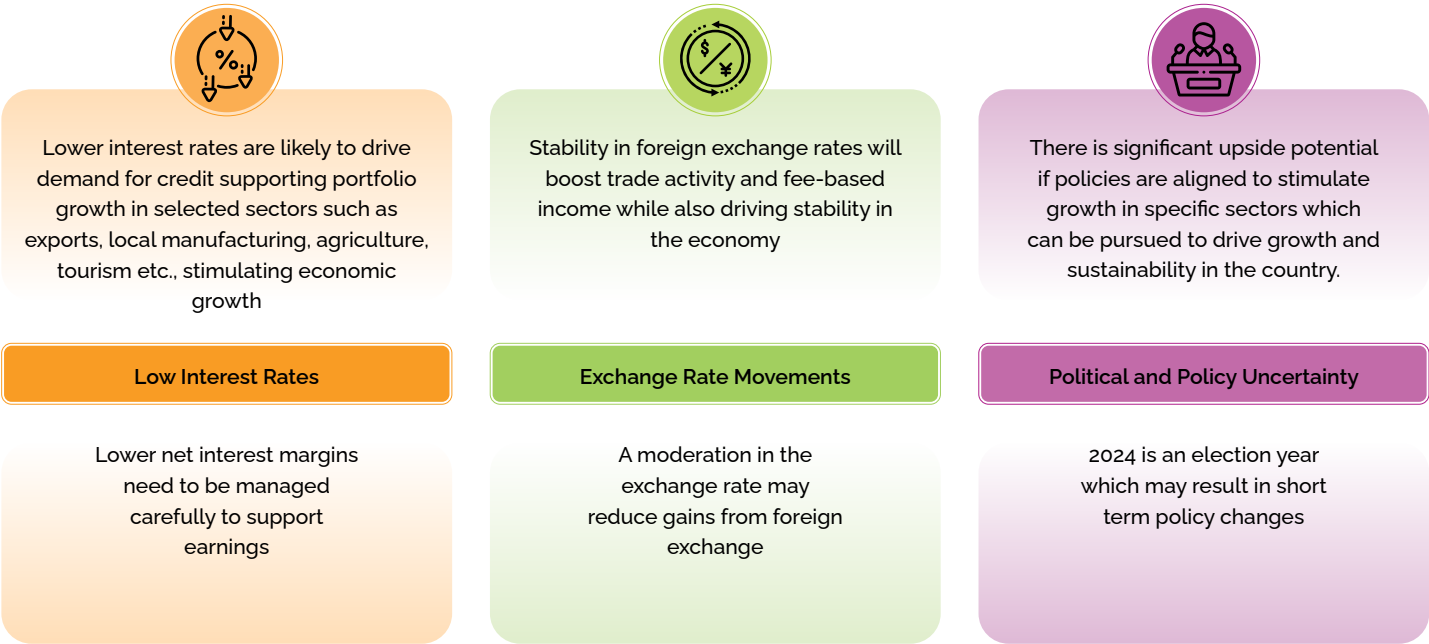 Lower interest rates are likely to drive
demand for credit supporting portfolio
growth in selected sectors such as
exports, local manufacturing, agriculture,
tourism etc., stimulating economic
growth
Stability in foreign exchange rates will
boost trade activity and fee-based
income while also driving stability in
the economy
There is significant upside potential
if policies are aligned to stimulate
growth in specific sectors which
can be pursued to drive growth and
sustainability in the country.
Low Interest Rates
Exchange Rate Movements
Political and Policy Uncertainty
Lower net interest margins
need to be managed
carefully to support
earnings
A moderation in the
exchange rate may
reduce gains from foreign
exchange
2024 is an election year
which may result in short
term policy changes